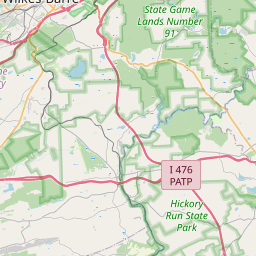 Wilkes-Barre
State Game
Lands Number
91
I 476
PATP
Hickory
Run State
Park